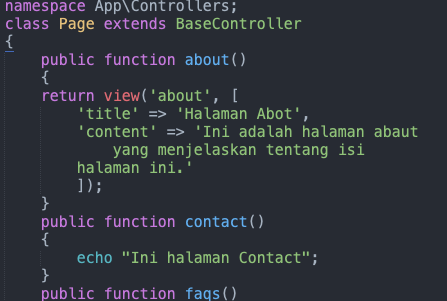 namespace App\Controllers;
class Page extends BaseController
{
public function about()
{
return view('about', [
'title' => 'Halaman Abot',
'content' => 'Ini adalah halaman abaut
yang menjelaskan tentang isi
halaman ini.'
]);
}
public function contact()
{
echo "Ini halaman Contact";
}
public function faqs()